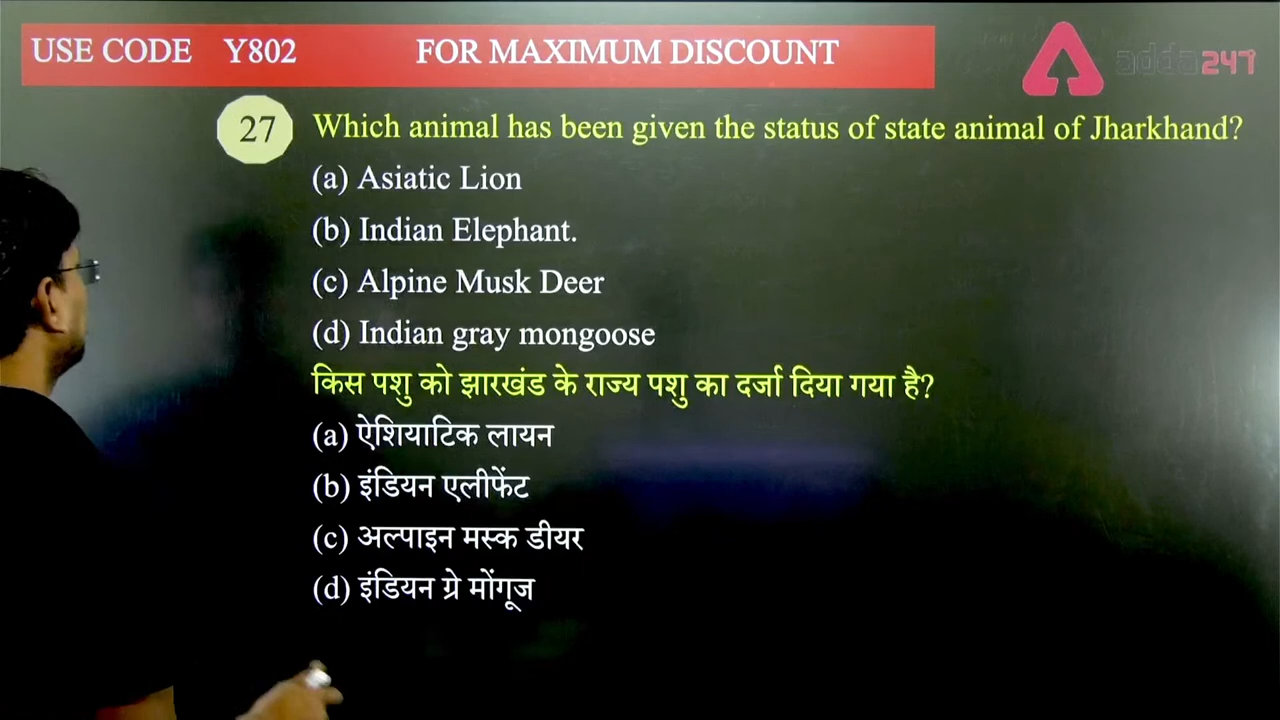 USE CODE Y802 FOR MAXIMUM DISCOUNT
adda247
27 Which animal has been given the status of state animal of Jharkhand?
(a) Asiatic Lion
(b) Indian Elephant.
(c) Alpine Musk Deer
(d) Indian gray mongoose
किस पशु को झारखंड के राज्य पशु का दर्जा दिया गया है?
(a) ऐशियाटिक लायन
(b) इंडियन एलीफेंट
(c) अल्पाइन मस्क डीयर
(d) इंडियन ग्रे मोंगूज